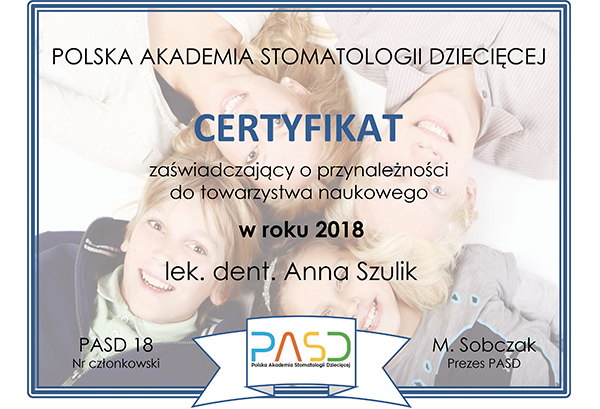 POLSKA AKADEMIA STOMATOLOGII DZIECIĘCEJ
CERTYFIKAT
zaświadczający o przynależności
do towarzystwa naukowego
w roku 2018
lek. dent. Anna Szulik
PASD 18
Nr członkowski
PASD
Polska Akademia Stomatologii Dziecięcej
M. Sobczak
Prezes PASD